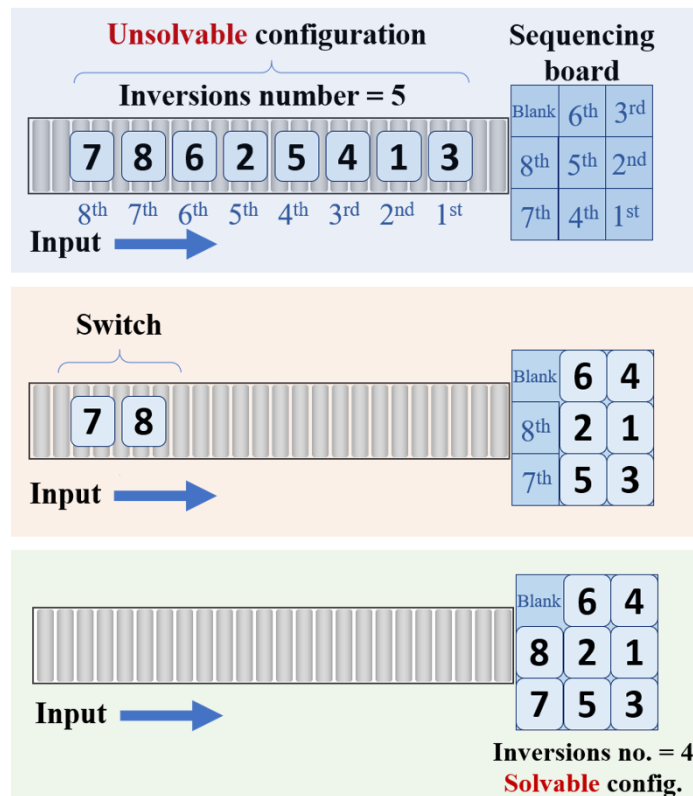 Unsolvable configuration
Inversions number = 5
7 8 6 2 5 4 1 3
8th 7th 6th 5th 4th 3rd 2nd 1st
Input
Sequencing
board
Blank 6th 3rd
8th 5th 2nd
7th 4th 1st
Switch
7 8
Input
Blank 6 4
8th 2 1
7th 5 3
Input
Blank 6 4
8 2 1
7 5 3
Inversions no. = 4
Solvable config.